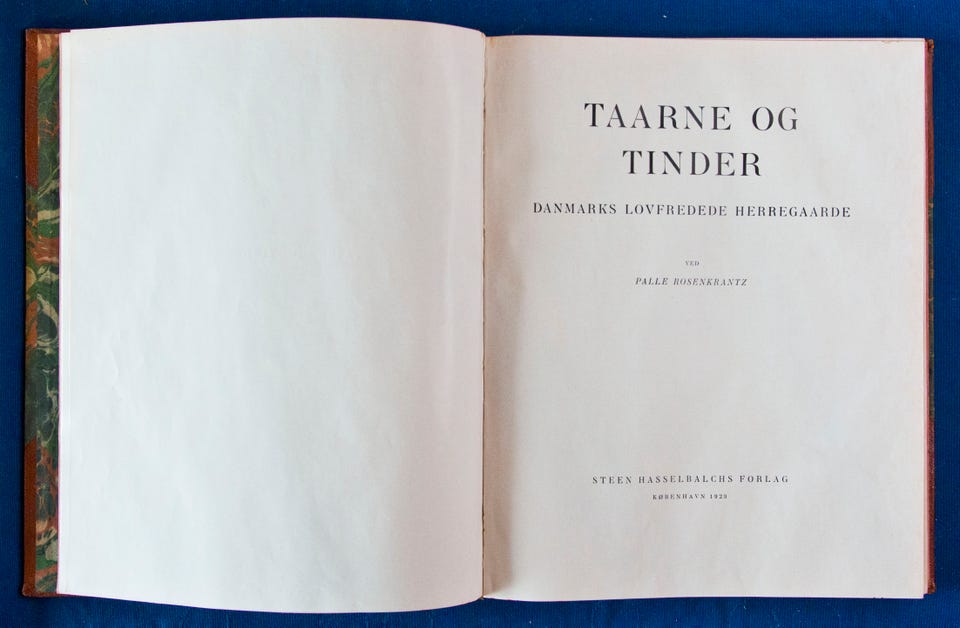 TAARNE OG
TINDER
DANMARKS LOVFREDEDE HERREGAARDE
VED
PALLE ROSENKRANTZ
STEEN HASSELBALCHS FORLAG
KØBENHAVN 1929